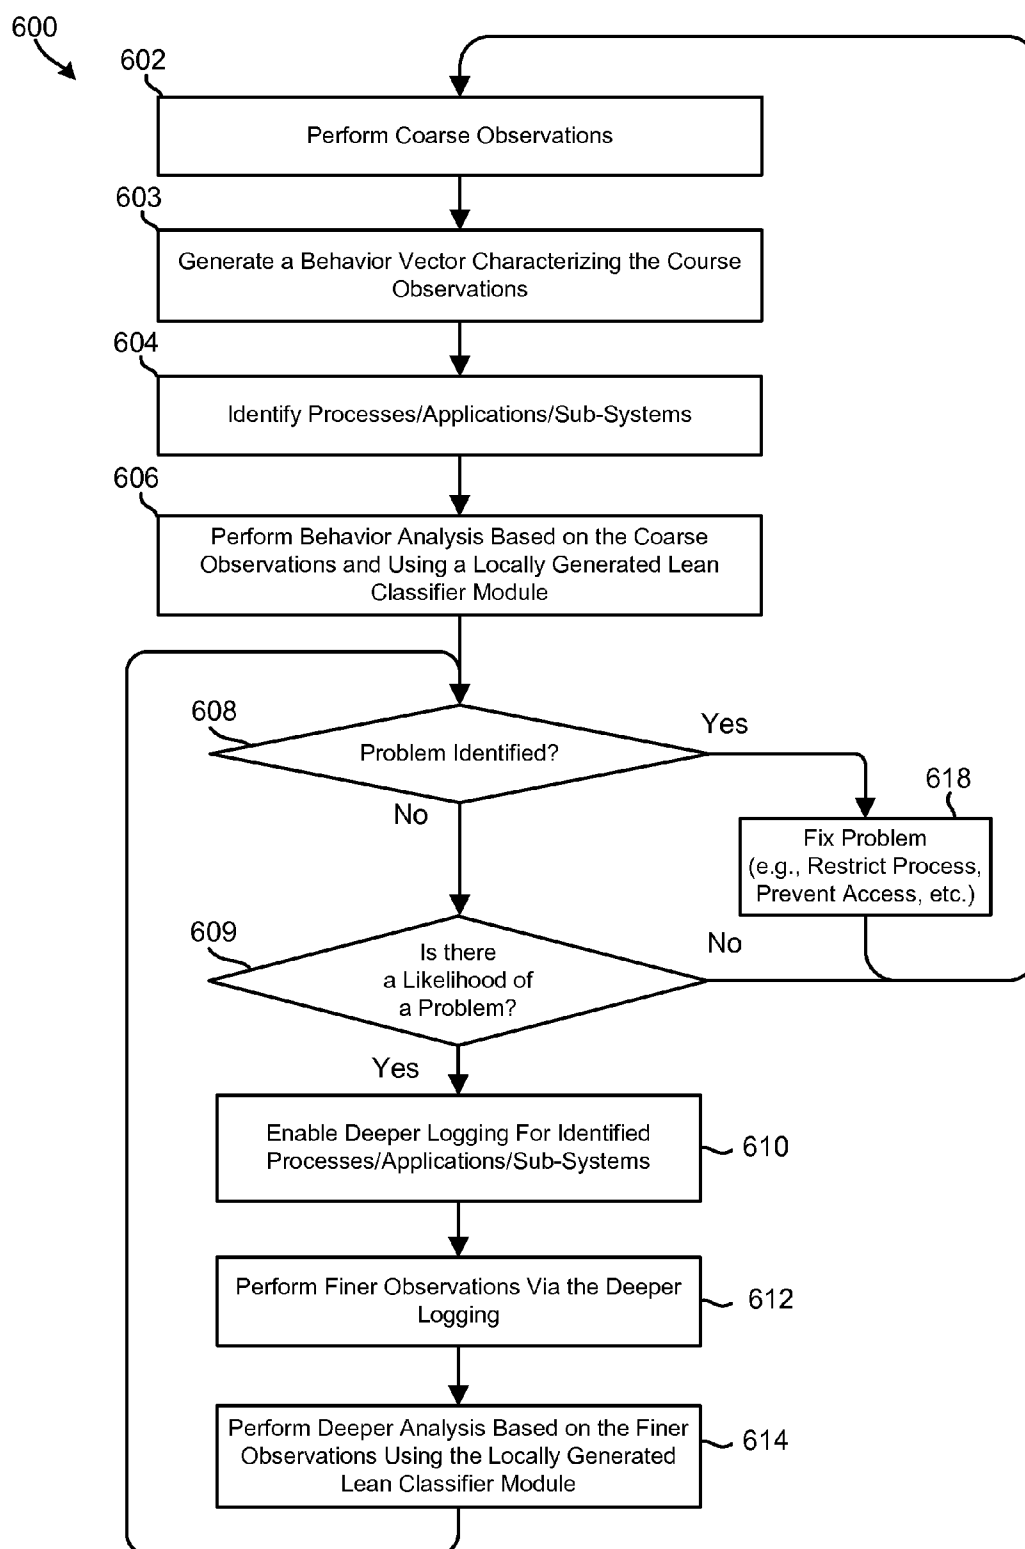 600
602
Perform Coarse Observations
603
Generate a Behavior Vector Characterizing the Course
Observations
604
Identify Processes/Applications/Sub-Systems
606
Perform Behavior Analysis Based on the Coarse
Observations and Using a Locally Generated Lean
Classifier Module
608
Problem Identified?
Yes
No
618
Fix Problem
(e.g., Restrict Process,
Prevent Access, etc.)
609
Is there
a Likelihood of
a Problem?
No
Yes
Enable Deeper Logging For Identified
Processes/Applications/Sub-Systems
610
Perform Finer Observations Via the Deeper
Logging
612
Perform Deeper Analysis Based on the Finer
Observations Using the Locally Generated
Lean Classifier Module
614